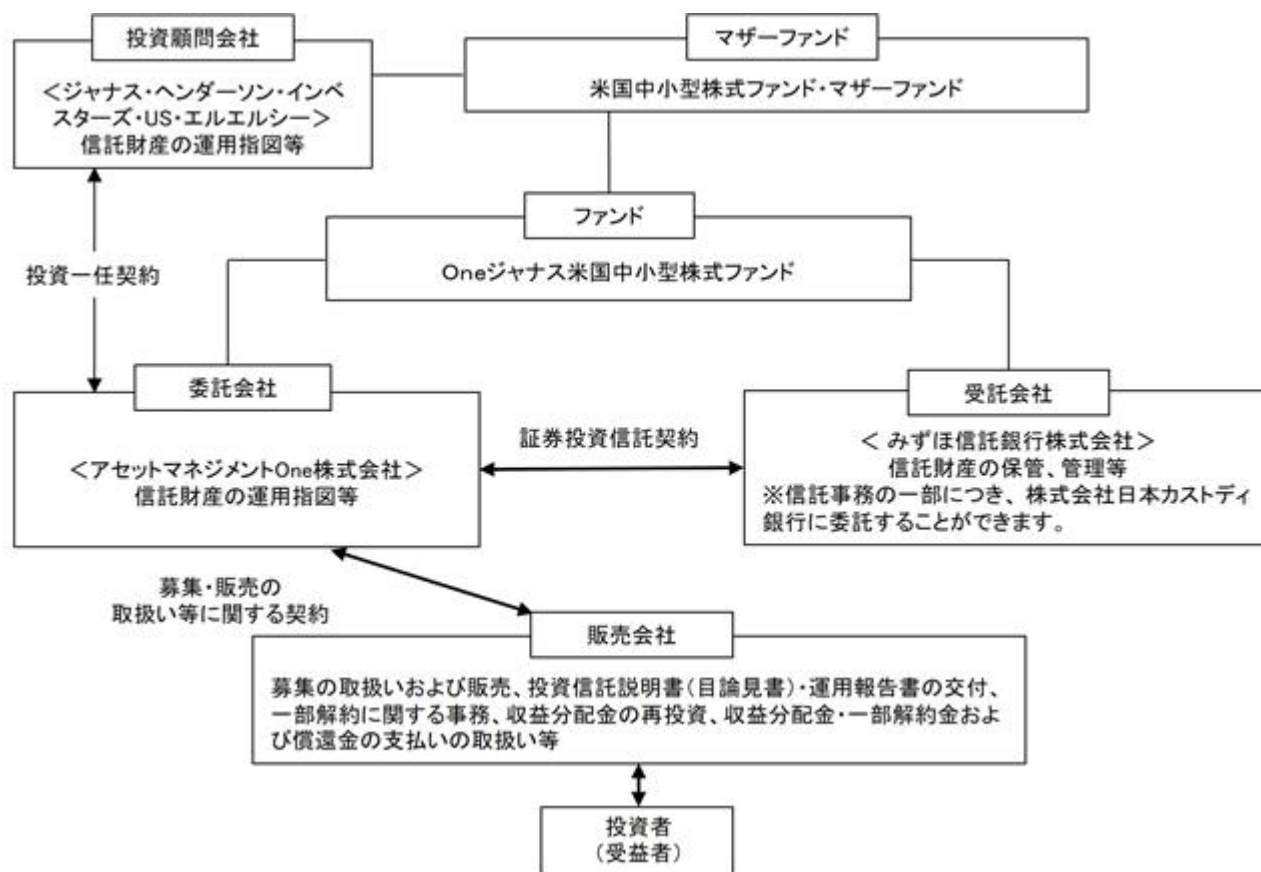 投資顧問会社
＜ジャナス・ヘンダーソン・インベ
スターズ・US・エルエルシー＞
信託財産の運用指図等
マザーファンド
米国中小型株式ファンド・マザーファンド
ファンド
Oneジャナス米国中小型株式ファンド
投資一任契約
委託会社
＜アセットマネジメントOne株式会社＞
信託財産の運用指図等
証券投資信託契約
受託会社
＜ みずほ信託銀行株式会社＞
信託財産の保管、管理等
※信託事務の一部につき、株式会社日本カストディ
銀行に委託することができます。
募集・販売の
取扱い等に関する契約
販売会社
募集の取扱いおよび販売、投資信託説明書（目論見書）・運用報告書の交付、
一部解約に関する事務、収益分配金の再投資、収益分配金・一部解約金およ
び償還金の支払いの取扱い等
投資者
（受益者）